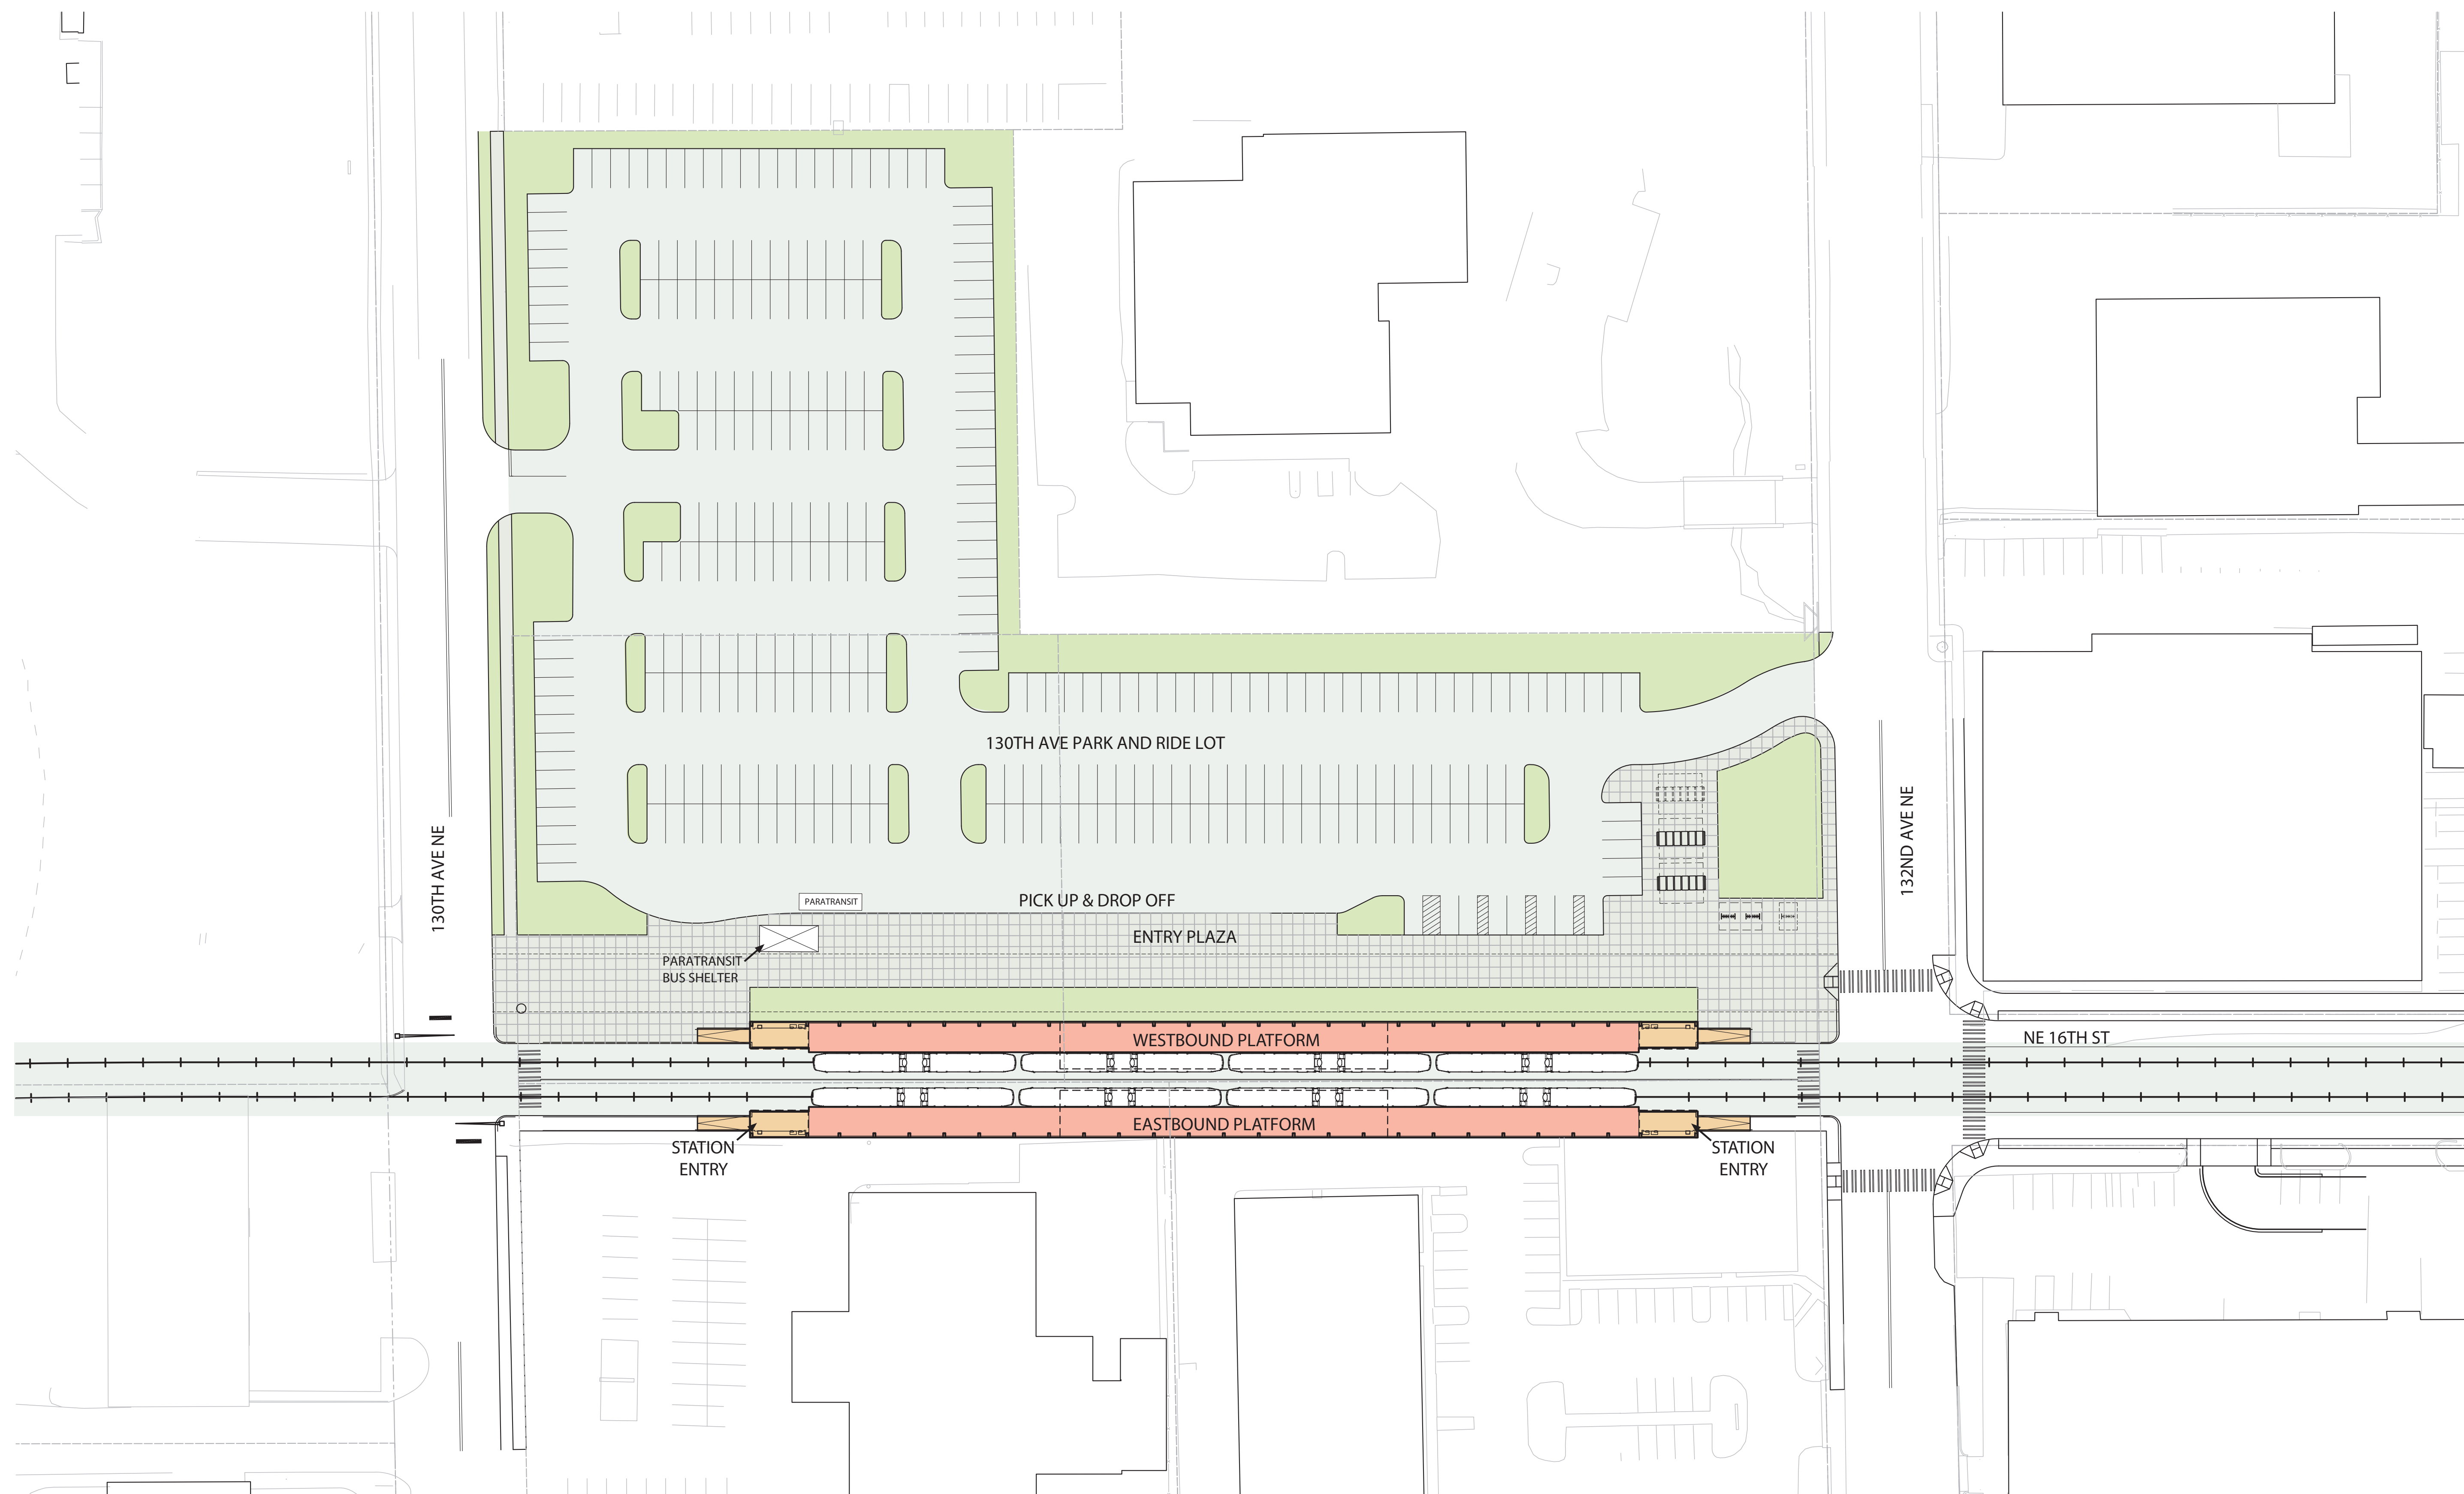 130TH AVE PARK AND RIDE LOT
130TH AVE NE
132ND AVE NE
PARATRANSIT
PICK UP & DROP OFF
ENTRY PLAZA
PARATRANSIT
BUS SHELTER
WESTBOUND PLATFORM
NE 16TH ST
EASTBOUND PLATFORM
STATION
ENTRY
STATION
ENTRY